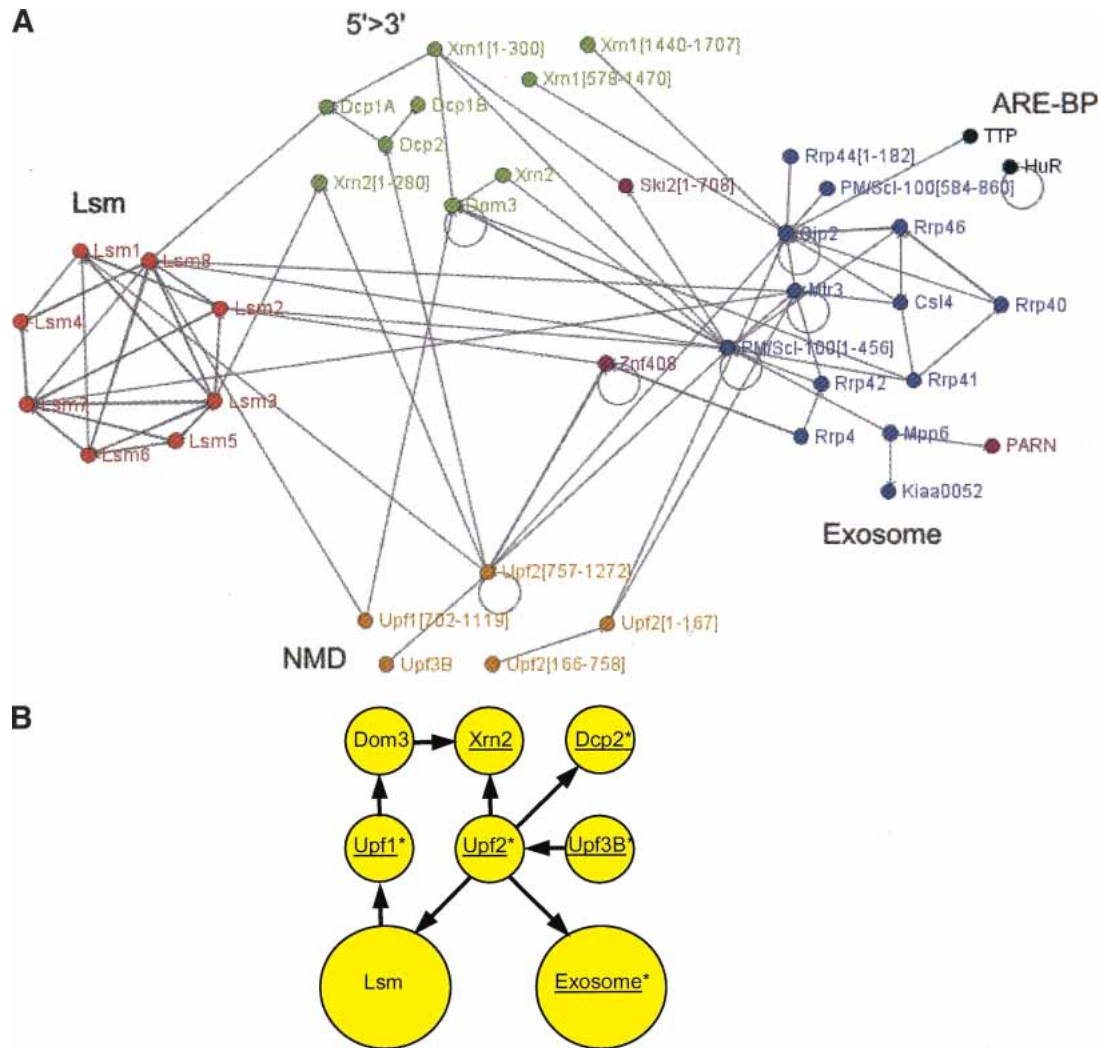 A
5'>3'
Xrn1[1-300]
Xrn1[1440-1707]
Xrn1[578-1470]
ARE-BP
Dcp1A
Dcp1B
TTP
Dcp2
Rrp44[1-182]
HuR
Xrn2[1-280]
Xrn2
Ski2[1-708]
PM/Scl-100[584-860]
Lsm
Dom3
Oip2
Rrp46
Lsm1
Lsm8
Mtr3
Lsm2
Csl4
Rrp40
Lsm4
PM/Scl-100[1-456]
Znf408
Rrp42
Rrp41
Lsm7
Lsm3
Lsm5
Rrp4
Mpp6
PARN
Lsm6
Kiaa0052
Exosome
Upf2[757-1272]
Upf1[702-1119]
Upf2[1-167]
NMD
Upf3B
Upf2[166-758]
B
Dom3
Xrn2
Dcp2*
Upf1*
Upf2*
Upf3B*
Lsm
Exosome*